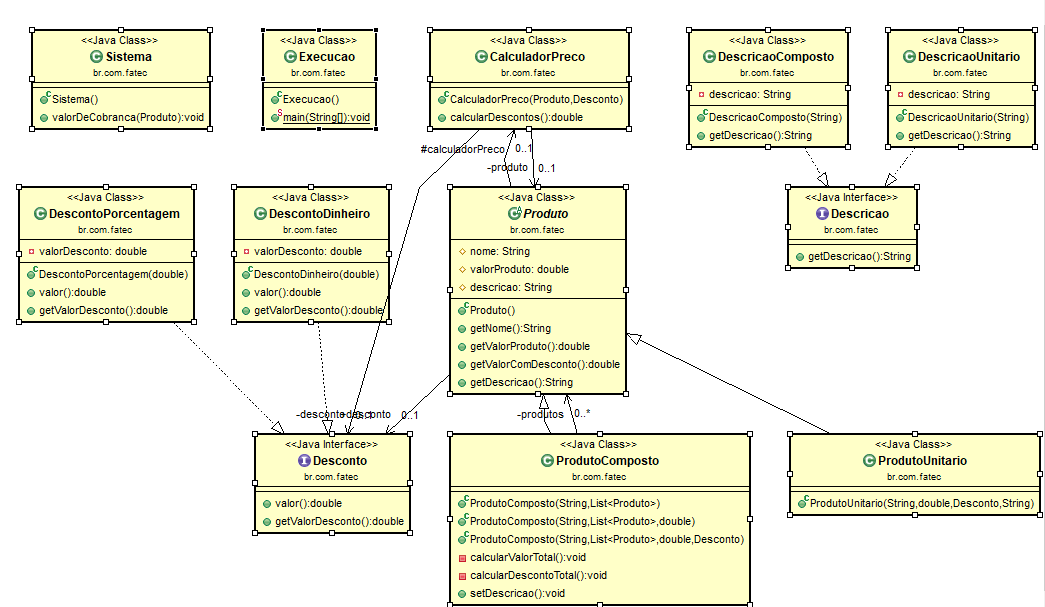 <<Java Class>>
Sistema
br.com.fatec
Sistema()
valorDeCobranca(Produto):void
<<Java Class>>
Execucao
br.com.fatec
Execucao()
main(String[]):void
<<Java Class>>
CalculadorPreco
br.com.fatec
CalculadorPreco(Produto,Desconto)
calcularDescontos():double
<<Java Class>>
DescricaoComposto
br.com.fatec
descricao: String
DescricaoComposto(String)
getDescricao():String
<<Java Class>>
DescricaoUnitario
br.com.fatec
descricao: String
DescricaoUnitario(String)
getDescricao():String
#calculadorPreco 0..1
-produto 0..1
<<Java Class>>
DescontoPorcentagem
br.com.fatec
valorDesconto: double
DescontoPorcentagem(double)
valor():double
getValorDesconto():double
<<Java Class>>
DescontoDinheiro
br.com.fatec
valorDesconto: double
DescontoDinheiro(double)
valor():double
getValorDesconto():double
<<Java Class>>
Produto
br.com.fatec
nome: String
valorProduto: double
descricao: String
Produto()
getNome():String
getValorProduto():double
getValorComDesconto():double
getDescricao():String
<<Java Interface>>
Descricao
br.com.fatec
getDescricao():String
-desconto desconto 0..1
-produtos 0..*
<<Java Interface>>
Desconto
br.com.fatec
valor():double
getValorDesconto():double
<<Java Class>>
ProdutoComposto
br.com.fatec
ProdutoComposto(String,List<Produto>)
ProdutoComposto(String,List<Produto>,double)
ProdutoComposto(String,List<Produto>,double,Desconto)
calcularValorTotal():void
calcularDescontoTotal():void
setDescricao():void
<<Java Class>>
ProdutoUnitario
br.com.fatec
ProdutoUnitario(String,double,Desconto,String)